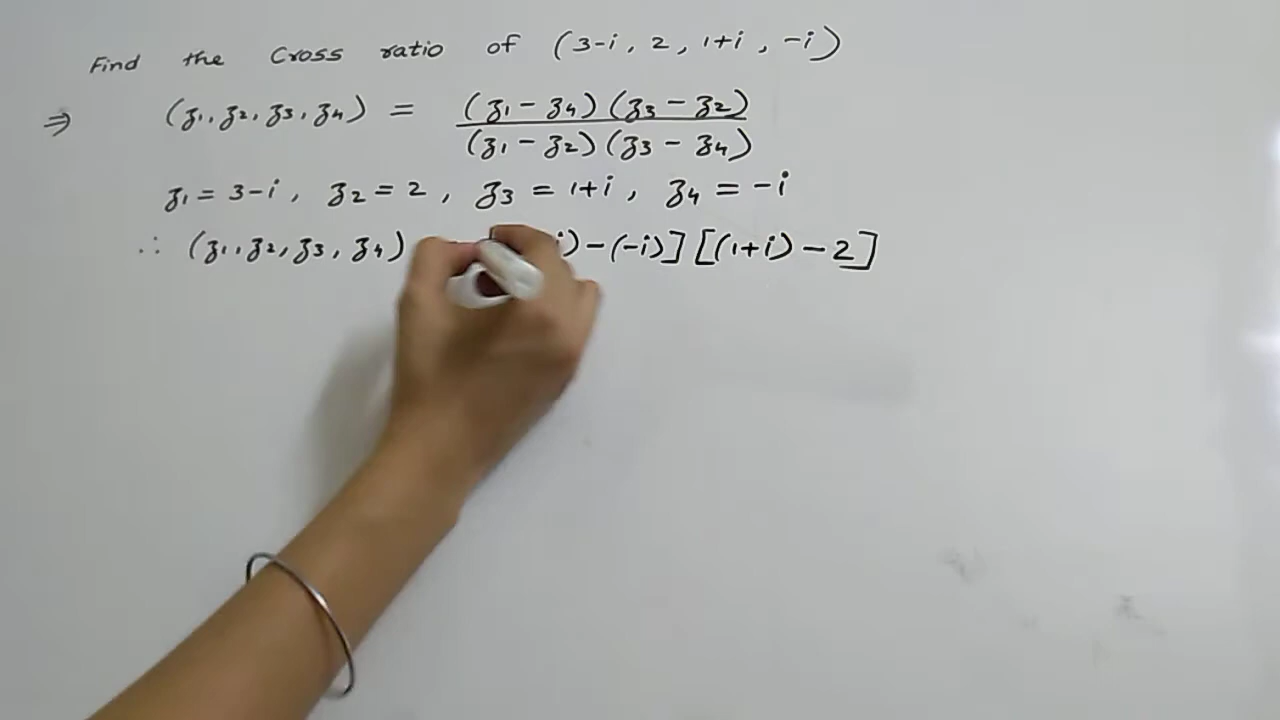 Find the Cross ratio of (3-i, 2, 1+i, -i)
⇒ (z1, z2, z3, z4) = (z1 - z4)(z3 - z2)
(z1 - z2)(z3 - z4)
z1 = 3-i, z2 = 2, z3 = 1+i, z4 = -i
∴ (z1, z2, z3, z4) i) - (-i)] [(1+i) - 2]